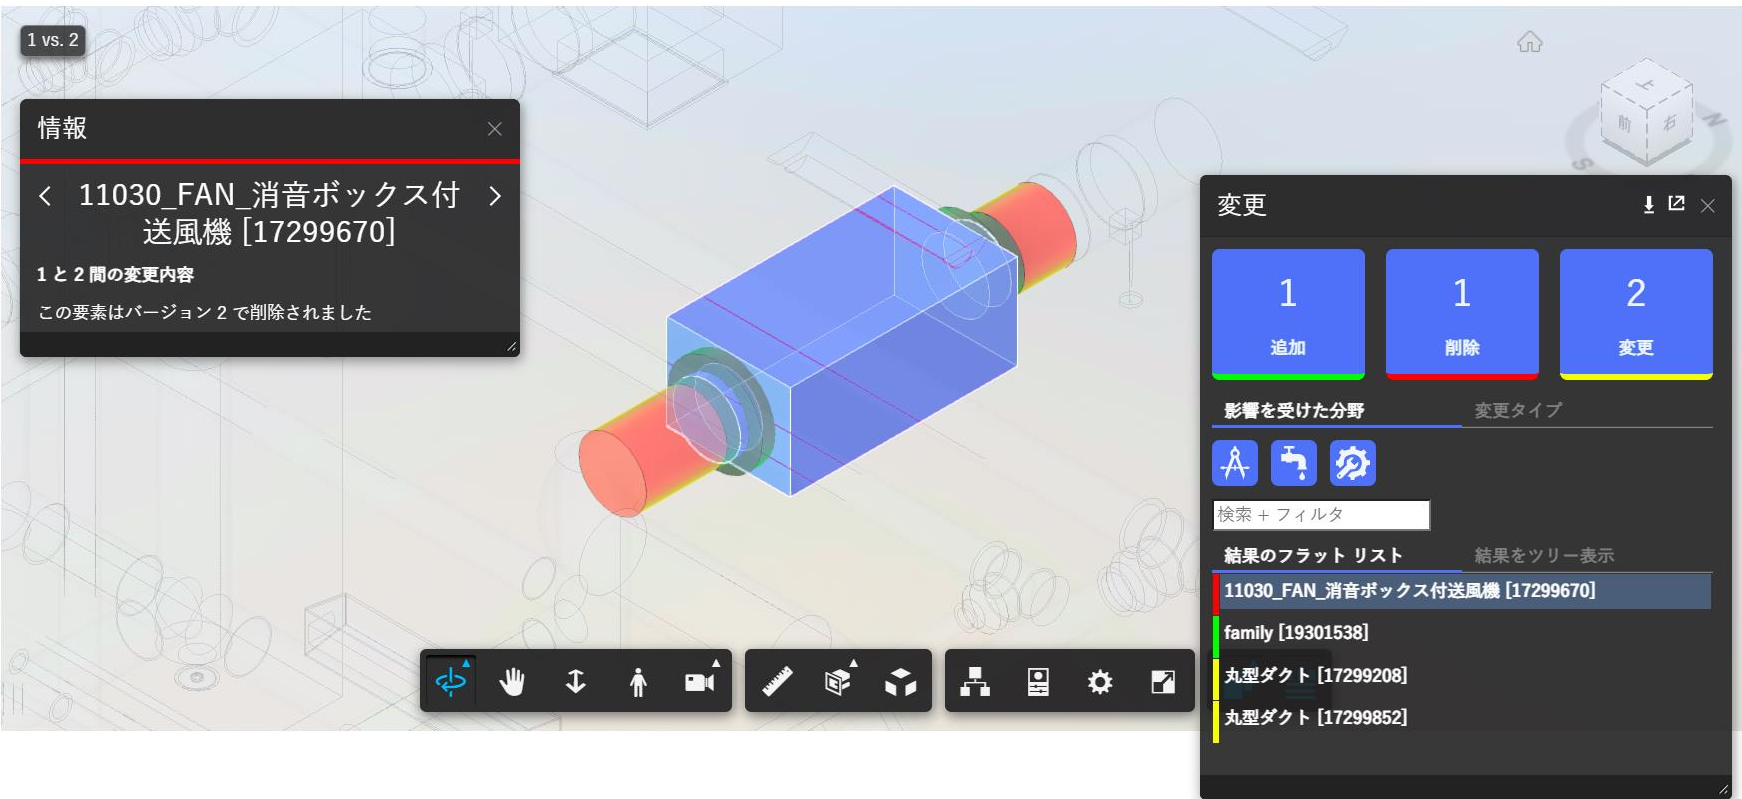 1 vs. 2
情報
11030_FAN_消音ボックス付
送風機 [17299670]
1 と 2 間の変更内容
この要素はバージョン 2 で削除されました
上
前
右
N
S
変更
1
追加
1
削除
2
変更
影響を受けた分野
変更タイプ
検索 + フィルタ
結果のフラット リスト
結果をツリー表示
11030_FAN_消音ボックス付送風機 [17299670]
family [19301538]
丸型ダクト [17299208]
丸型ダクト [17299852]